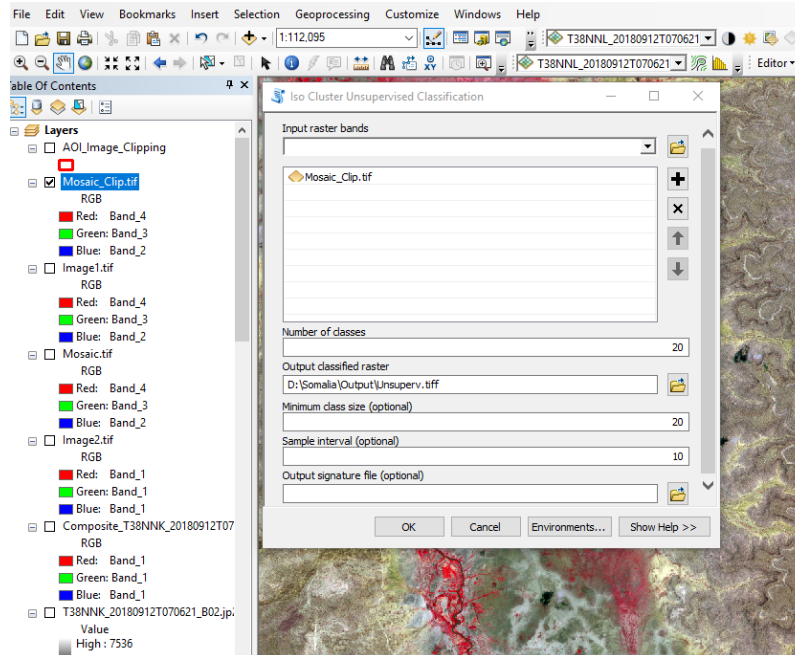 File Edit View Bookmarks Insert Selection Geoprocessing Customize Windows Help
1:112,095
T38NNL_20180912T070621
T38NNL_20180912T070621
Editor
Table Of Contents
Layers
AOI_Image_Clipping
Mosaic_Clip.tif
RGB
Red: Band_4
Green: Band_3
Blue: Band_2
Image1.tif
RGB
Red: Band_4
Green: Band_3
Blue: Band_2
Mosaic.tif
RGB
Red: Band_4
Green: Band_3
Blue: Band_2
Image2.tif
RGB
Red: Band_1
Green: Band_1
Blue: Band_1
Composite_T38NNK_20180912T07
RGB
Red: Band_1
Green: Band_1
Blue: Band_1
T38NNK_20180912T070621_B02.jp2
Value
High : 7536
Iso Cluster Unsupervised Classification
Input raster bands
Mosaic_Clip.tif
Number of classes
20
Output classified raster
D:\Somalia\Output\Unsuperv.tiff
Minimum class size (optional)
20
Sample interval (optional)
10
Output signature file (optional)
OK Cancel Environments... Show Help >>